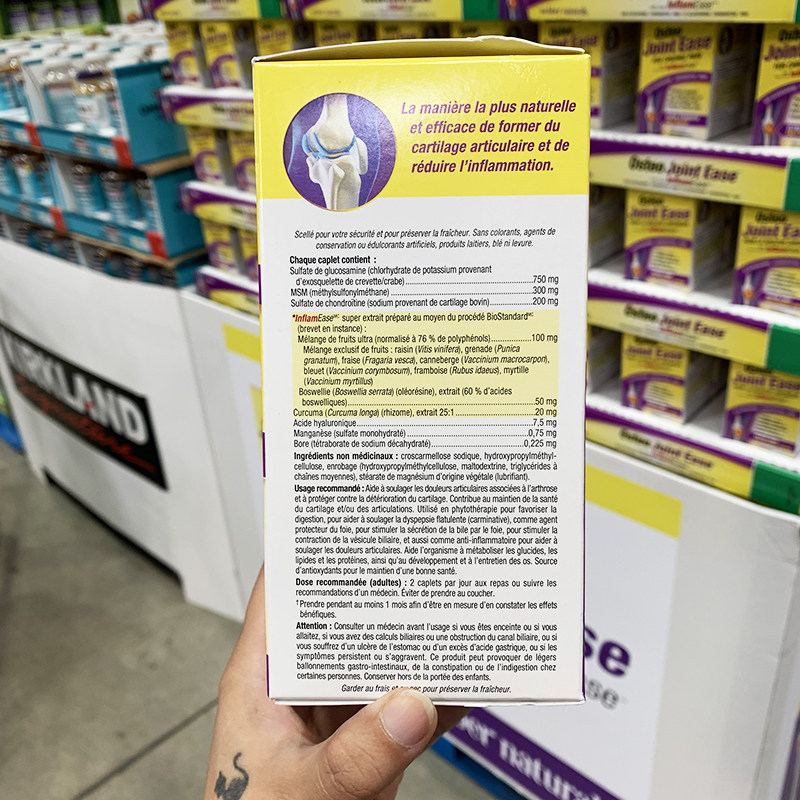 InflamEase
Osteo Joint Ease
Joint Ease
Osteo Joint Ease
Joint Ease
Joint Ease
Joint Ease
KIRKLAND
La manière la plus naturelle
et efficace de former du
cartilage articulaire et de
réduire l'inflammation.
Scellé pour votre sécurité et pour préserver la fraîcheur. Sans colorants, agents de
conservation ou édulcorants artificiels, produits laitiers, blé ni levure.
Chaque caplet contient :
Sulfate de glucosamine (chlorhydrate de potassium provenant
d'exosquelette de crevette/crabe)............750 mg
MSM (méthylsulfonylméthane)............300 mg
Sulfate de chondroitine (sodium provenant de cartilage bovin)............200 mg
*InflamEase MC super extrait préparé au moyen du procédé BioStandard MC
(brevet en instance) :
Mélange de fruits ultra (normalisé à 76 % de polyphénols)............100 mg
Mélange exclusif de fruits : raisin (Vitis vinifera), grenade (Punica
granatum), fraise (Fragaria vesca), canneberge (Vaccinium macrocarpon),
bleuet (Vaccinium corymbosum), framboise (Rubus idaeus), myrtille
(Vaccinium myrtillus)
Boswellie (Boswellia serrata) (oléorésine), extrait (60 % d'acides
boswelliques)............50 mg
Curcuma (Curcuma longa) (rhizome), extrait 25:1............20 mg
Acide hyaluronique............7,5 mg
Manganèse (sulfate monohydraté)............0,75 mg
Bore (tétraborate de sodium décahydraté)............0,225 mg
Ingrédients non médicinaux : croscarmellose sodique, hydroxypropylméthyl-
cellulose, enrobage (hydroxypropylméthylcellulose, maltodextrine, triglycérides à
chaînes moyennes), stéarate de magnésium d'origine végétale (lubrifiant).
Usage recommandé : Aide à soulager les douleurs articulaires associées à l'arthrose
et à protéger contre la détérioration du cartilage. Contribue au maintien de la santé
du cartilage et/ou des articulations. Utilisé en phytothérapie pour favoriser la
digestion, pour aider à soulager la dyspepsie flatulente (carminative), comme agent
protecteur du foie, pour stimuler la sécrétion de la bile par le foie, pour stimuler la
contraction de la vésicule biliaire, et aussi comme anti-inflammatoire pour aider à
soulager les douleurs articulaires. Aide l'organisme à métaboliser les glucides, les
lipides et les protéines, ainsi qu'au développement et à l'entretien des os. Source
d'antioxydants pour le maintien d'une bonne santé.
Dose recommandée (adultes) : 2 caplets par jour aux repas ou suivre les
recommandations d'un médecin. Éviter de prendre au coucher.
†Prendre pendant au moins 1 mois afin d'être en mesure d'en constater les effets
bénéfiques.
Attention : Consulter un médecin avant l'usage si vous êtes enceinte ou si vous
allaitez, si vous avez des calculs biliaires ou une obstruction du canal biliaire, ou si
vous souffrez d'un ulcère de l'estomac ou d'un excès d'acide gastrique, ou si les
symptômes persistent ou s'aggravent. Ce produit peut provoquer de légers
ballonnements gastro-intestinaux, de la constipation ou de l'indigestion chez
certaines personnes. Conserver hors de la portée des enfants.
Garder au frais et au sec pour préserver la fraîcheur.
se
se
er natural